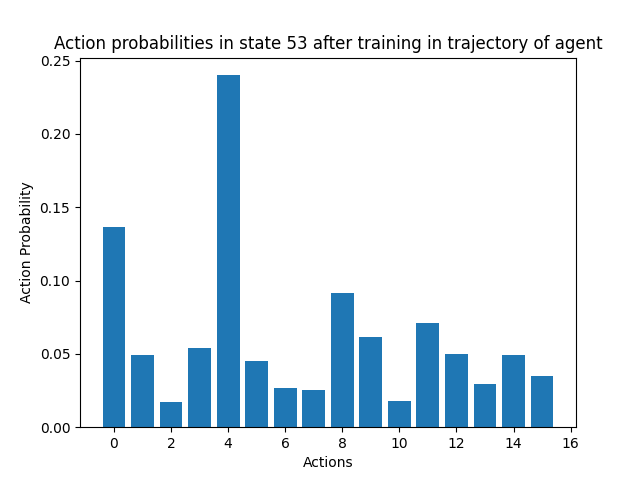 Action probabilities in state 53 after training in trajectory of agent
0.25
0.20
0.15
0.10
0.05
0.00
Action Probability
0 2 4 6 8 10 12 14 16
Actions